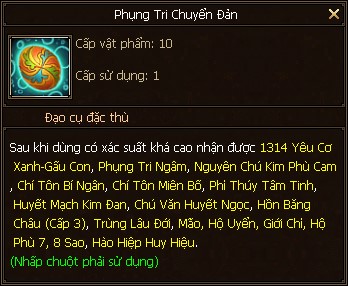 Phụng Tri Chuyển Đản
Cấp vật phẩm: 10
Cấp sử dụng: 1
Đạo cụ đặc thù
Sau khi dùng có xác suất khá cao nhận được 1314 Yêu Cơ
Xanh-Gấu Con, Phụng Tri Ngâm, Nguyên Chú Kim Phù Cam
, Chí Tôn Bí Ngân, Chí Tôn Miên Bố, Phi Thúy Tâm Tinh,
Huyết Mạch Kim Đan, Chú Văn Huyết Ngọc, Hồn Băng
Châu (Cấp 3), Trùng Lâu Đới, Mão, Hộ Uyển, Giới Chỉ, Hộ
Phù 7, 8 Sao, Hào Hiệp Huy Hiệu.
(Nhấp chuột phải sử dụng)